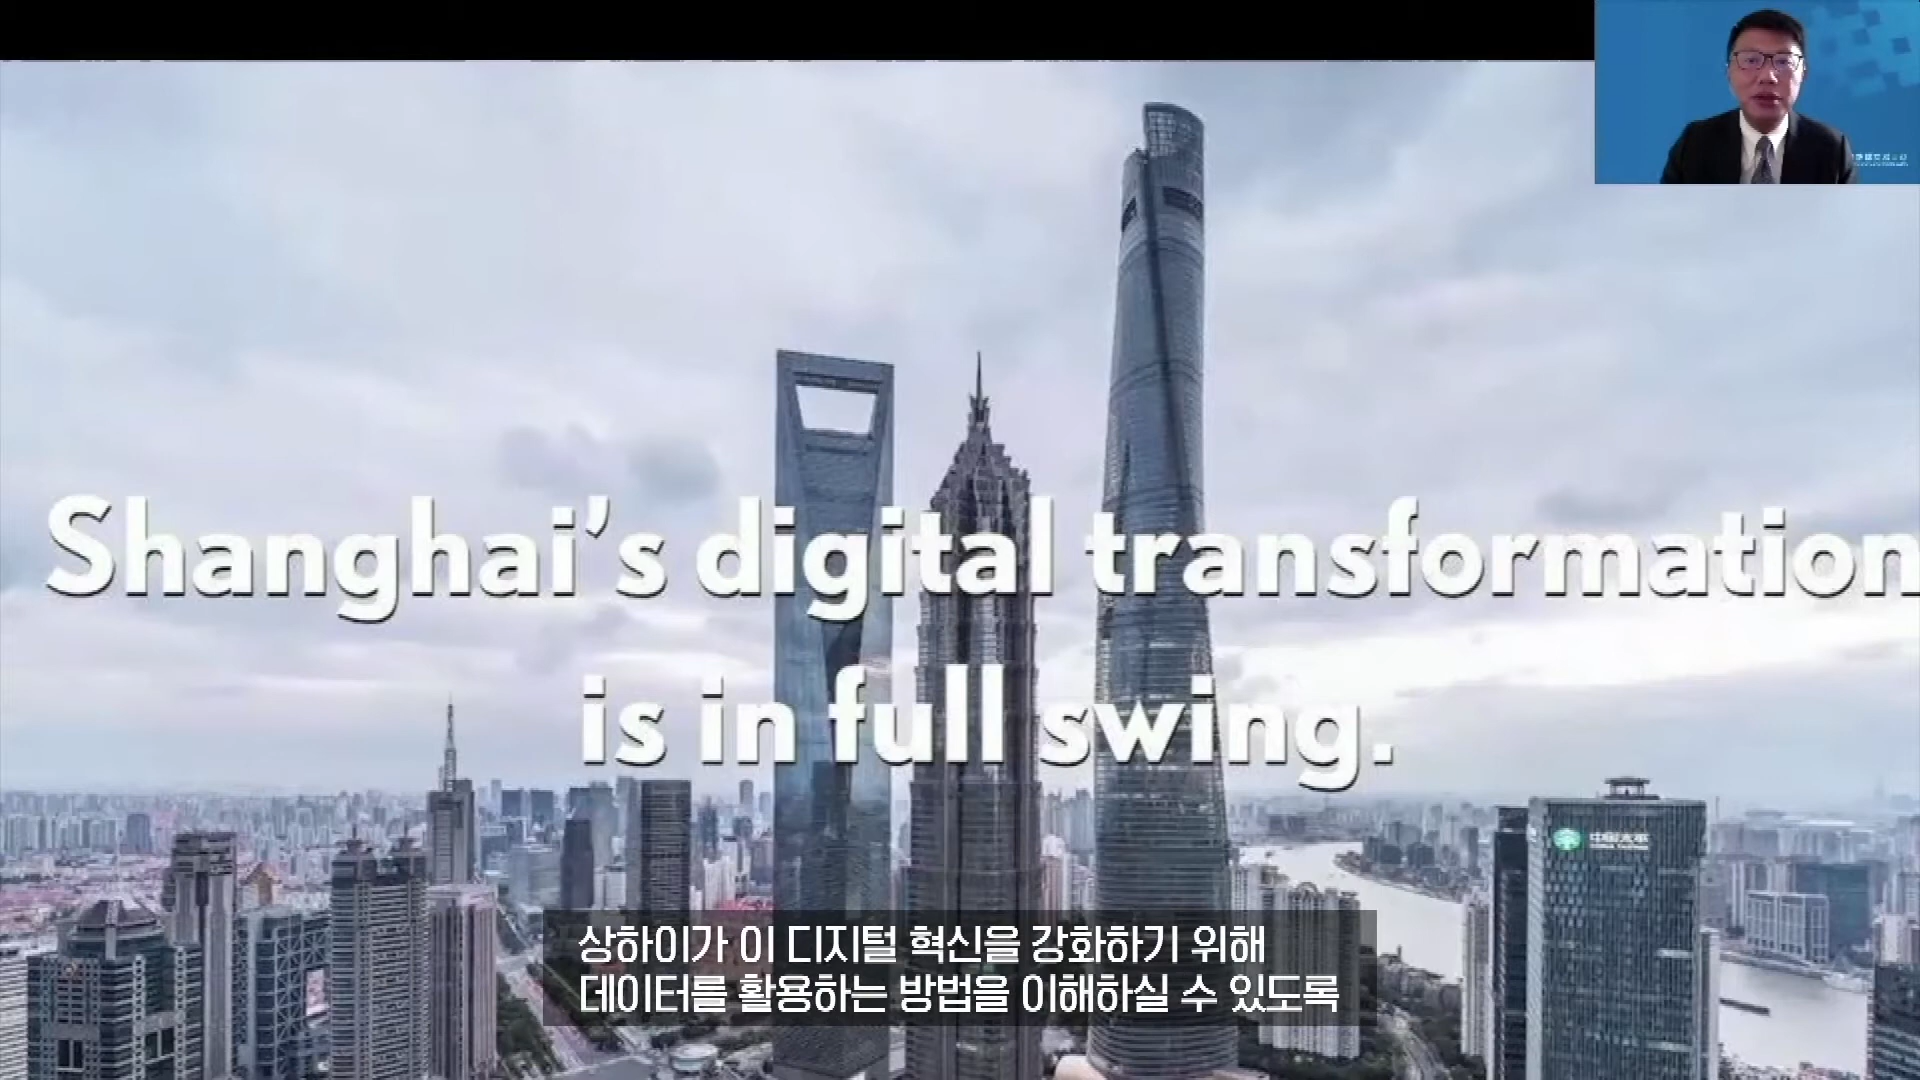 Shanghai’s digital transformation
is in full swing.
상하이가 이 디지털 혁신을 강화하기 위해
데이터를 활용하는 방법을 이해하실 수 있도록